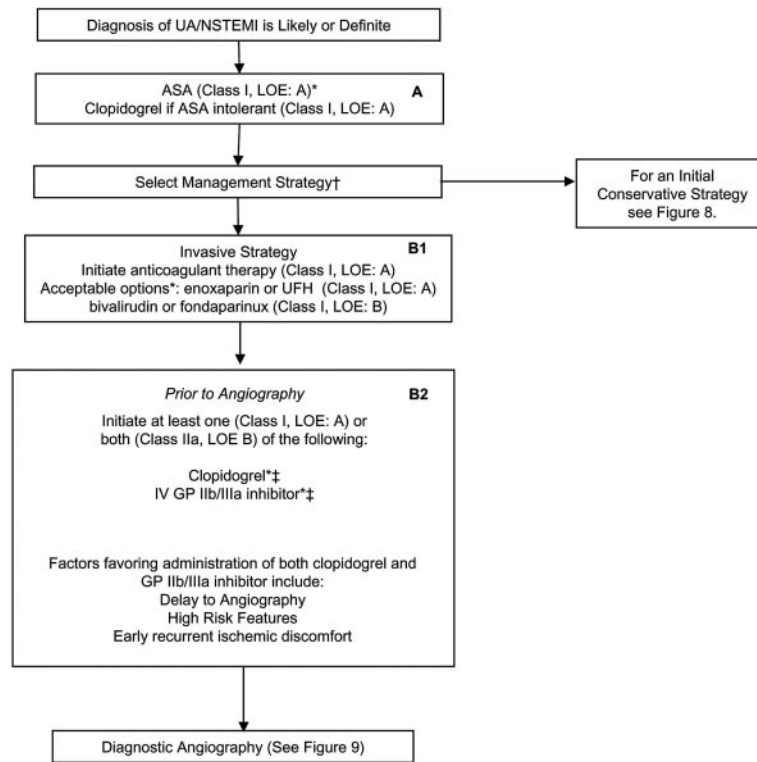 Diagnosis of UA/NSTEMI is Likely or Definite
ASA (Class I, LOE: A)*
A
Clopidogrel if ASA intolerant (Class I, LOE: A)
Select Management Strategy†
For an Initial
Conservative Strategy
see Figure 8.
B1
Invasive Strategy
Initiate anticoagulant therapy (Class I, LOE: A)
Acceptable options*: enoxaparin or UFH (Class I, LOE: A)
bivalirudin or fondaparinux (Class I, LOE: B)
Prior to Angiography
B2
Initiate at least one (Class I, LOE: A) or
both (Class IIa, LOE B) of the following:
Clopidogrel*‡
IV GP IIb/IIIa inhibitor*‡
Factors favoring administration of both clopidogrel and
GP IIb/IIIa inhibitor include:
Delay to Angiography
High Risk Features
Early recurrent ischemic discomfort
Diagnostic Angiography (See Figure 9)